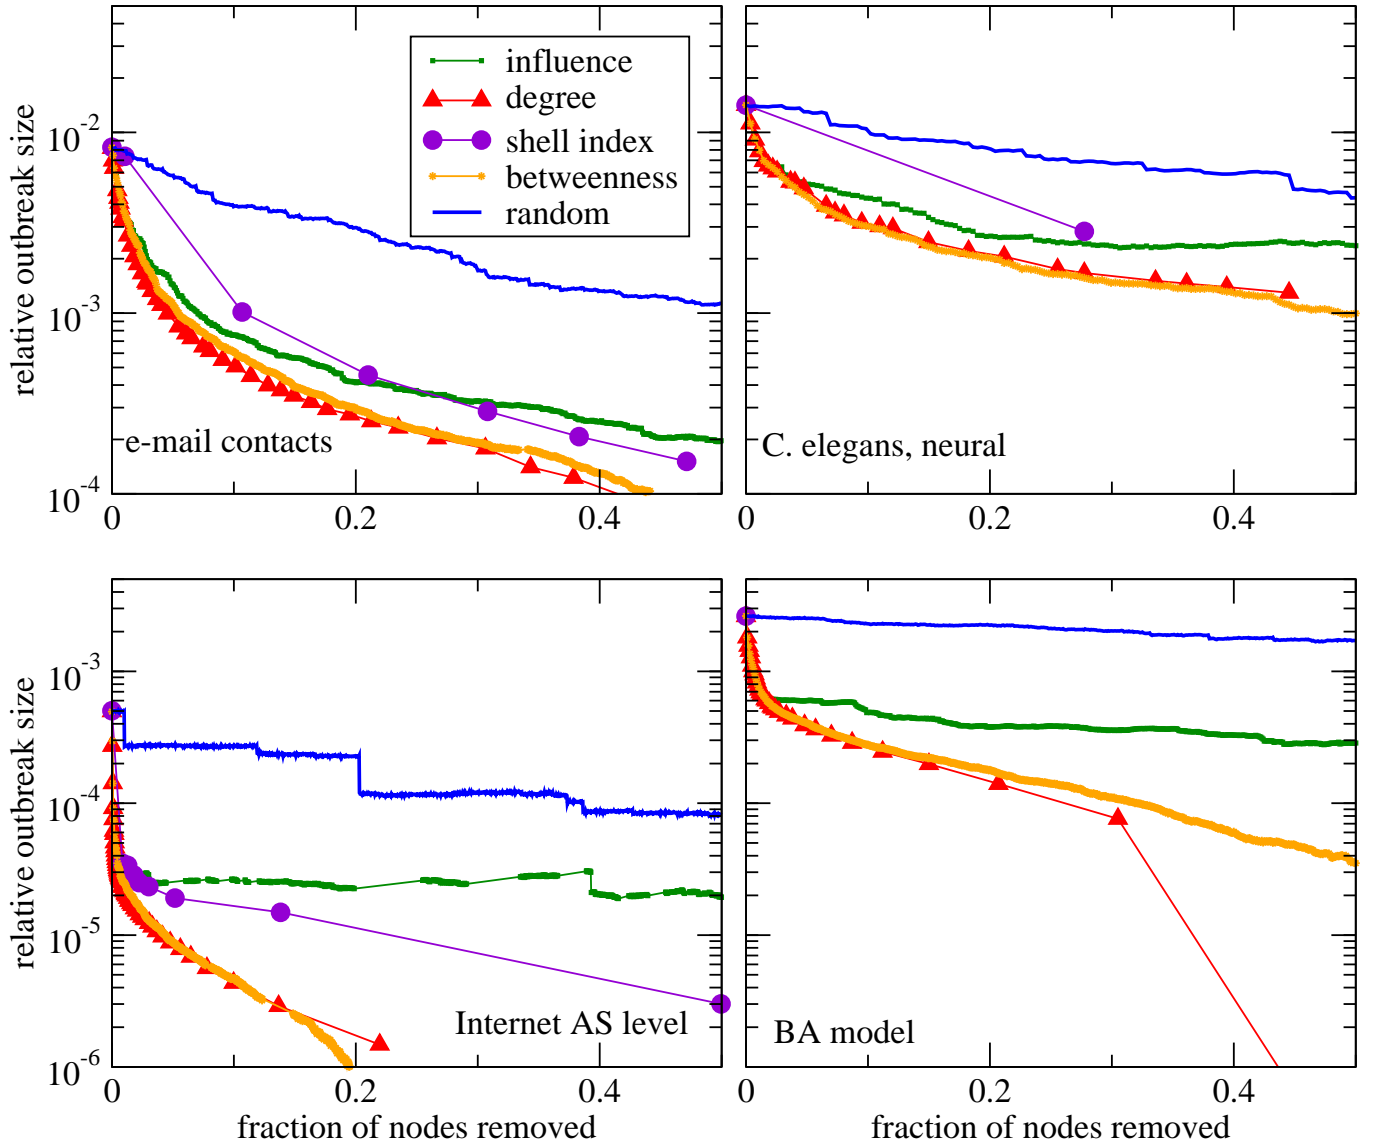 relative outbreak size
10^-2
10^-3
10^-4
influence
degree
shell index
betweenness
random
e-mail contacts
0
0.2
0.4
C. elegans, neural
0
0.2
0.4
relative outbreak size
10^-3
10^-4
10^-5
10^-6
Internet AS level
0
0.2
0.4
fraction of nodes removed
BA model
0
0.2
0.4
fraction of nodes removed